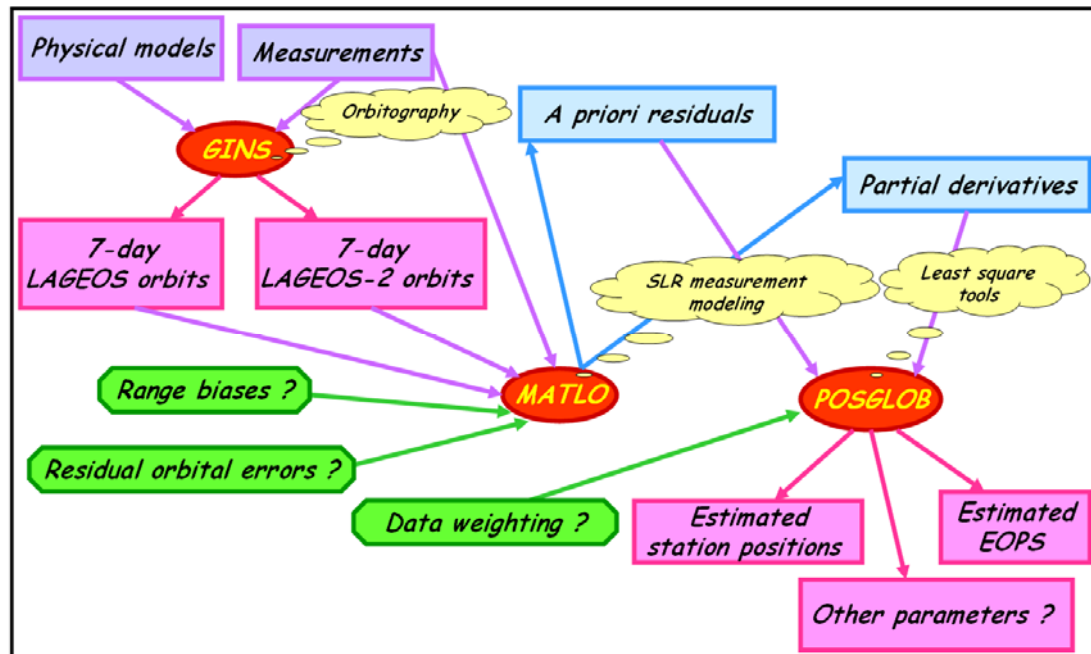 Physical models
Measurements
Orbitography
A priori residuals
GINS
Partial derivatives
7-day
LAGEOS orbits
7-day
LAGEOS-2 orbits
SLR measurement
modeling
Least square
tools
Range biases ?
MATLO
POSGLOB
Residual orbital errors ?
Data weighting ?
Estimated
station positions
Estimated
EOPS
Other parameters ?